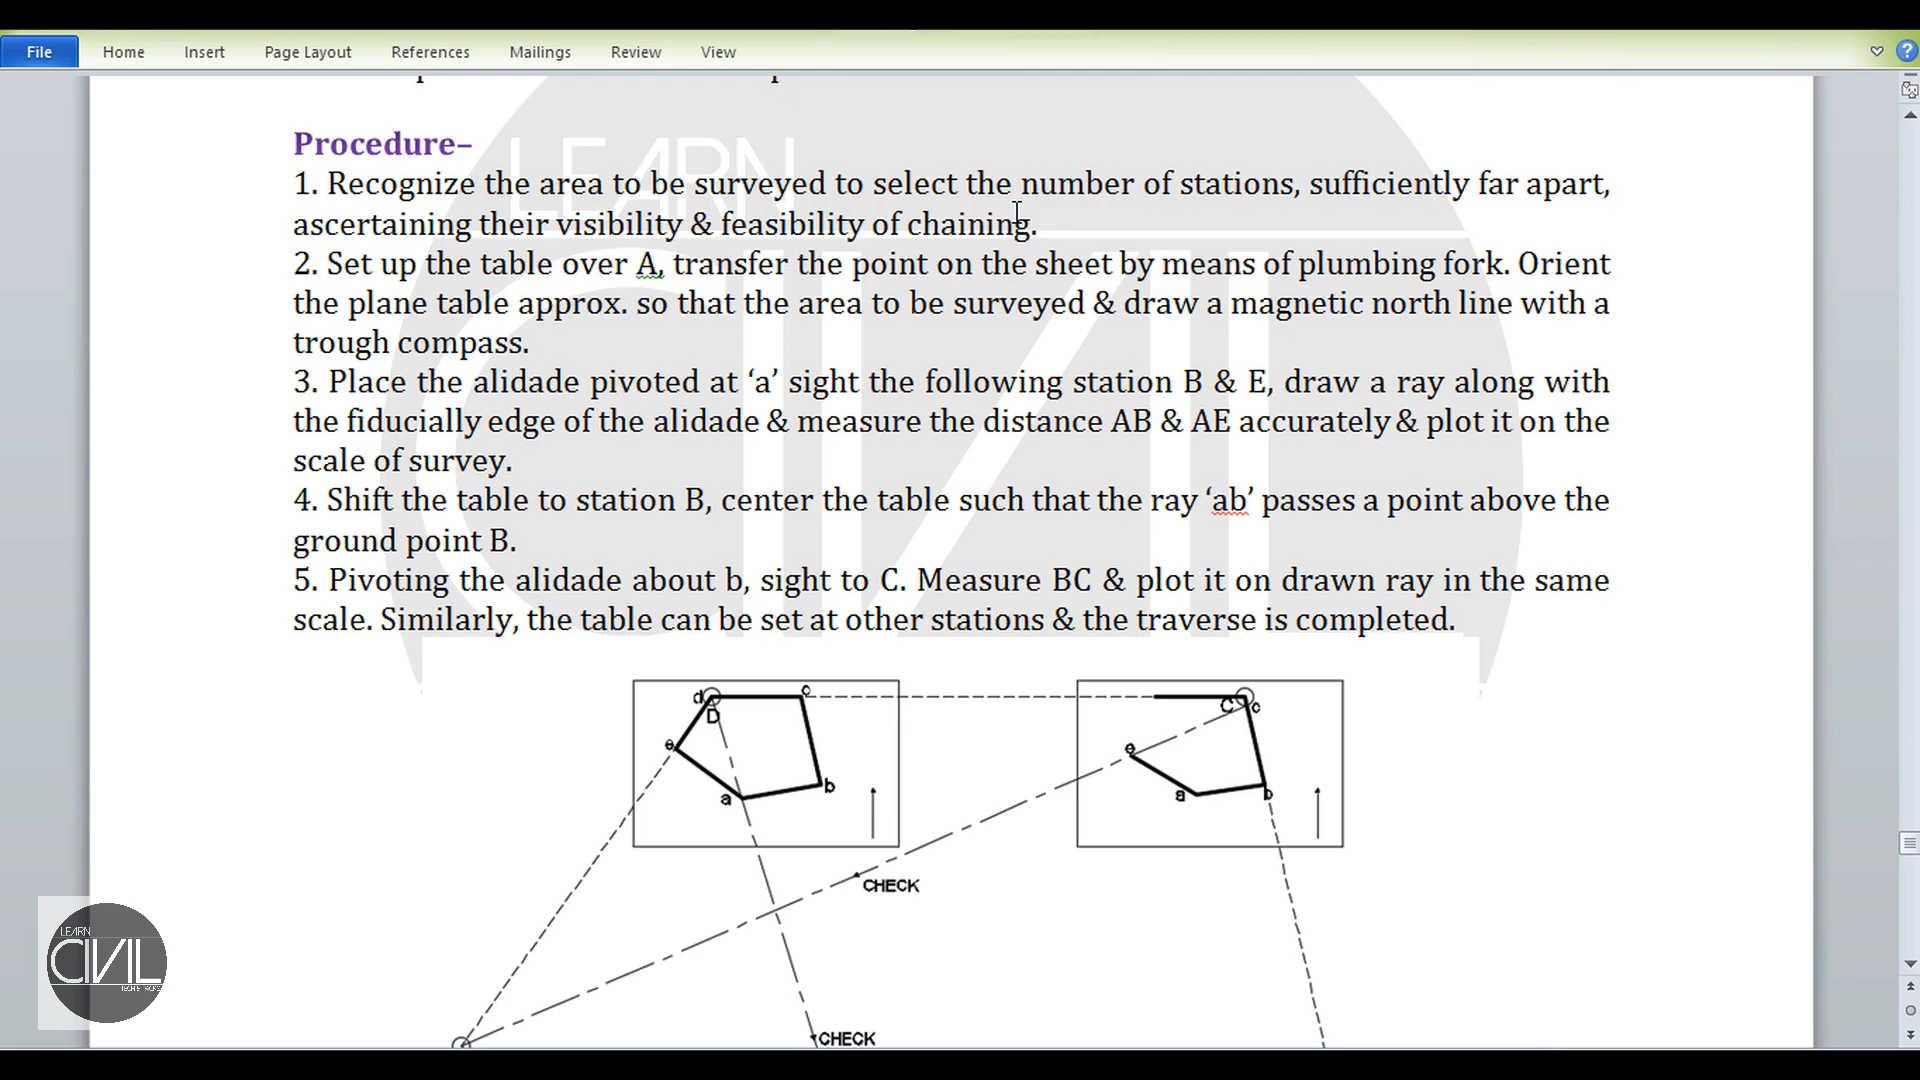 File Home Insert Page Layout References Mailings Review View
Procedure–
1. Recognize the area to be surveyed to select the number of stations, sufficiently far apart,
ascertaining their visibility & feasibility of chaining.
2. Set up the table over A, transfer the point on the sheet by means of plumbing fork. Orient
the plane table approx. so that the area to be surveyed & draw a magnetic north line with a
trough compass.
3. Place the alidade pivoted at ‘a’ sight the following station B & E, draw a ray along with
the fiducially edge of the alidade & measure the distance AB & AE accurately & plot it on the
scale of survey.
4. Shift the table to station B, center the table such that the ray ‘ab’ passes a point above the
ground point B.
5. Pivoting the alidade about b, sight to C. Measure BC & plot it on drawn ray in the same
scale. Similarly, the table can be set at other stations & the traverse is completed.
d c
D
e
a b
C c
e
a b
CHECK
CHECK
LEARN
CIVIL
LEARN
CIVIL